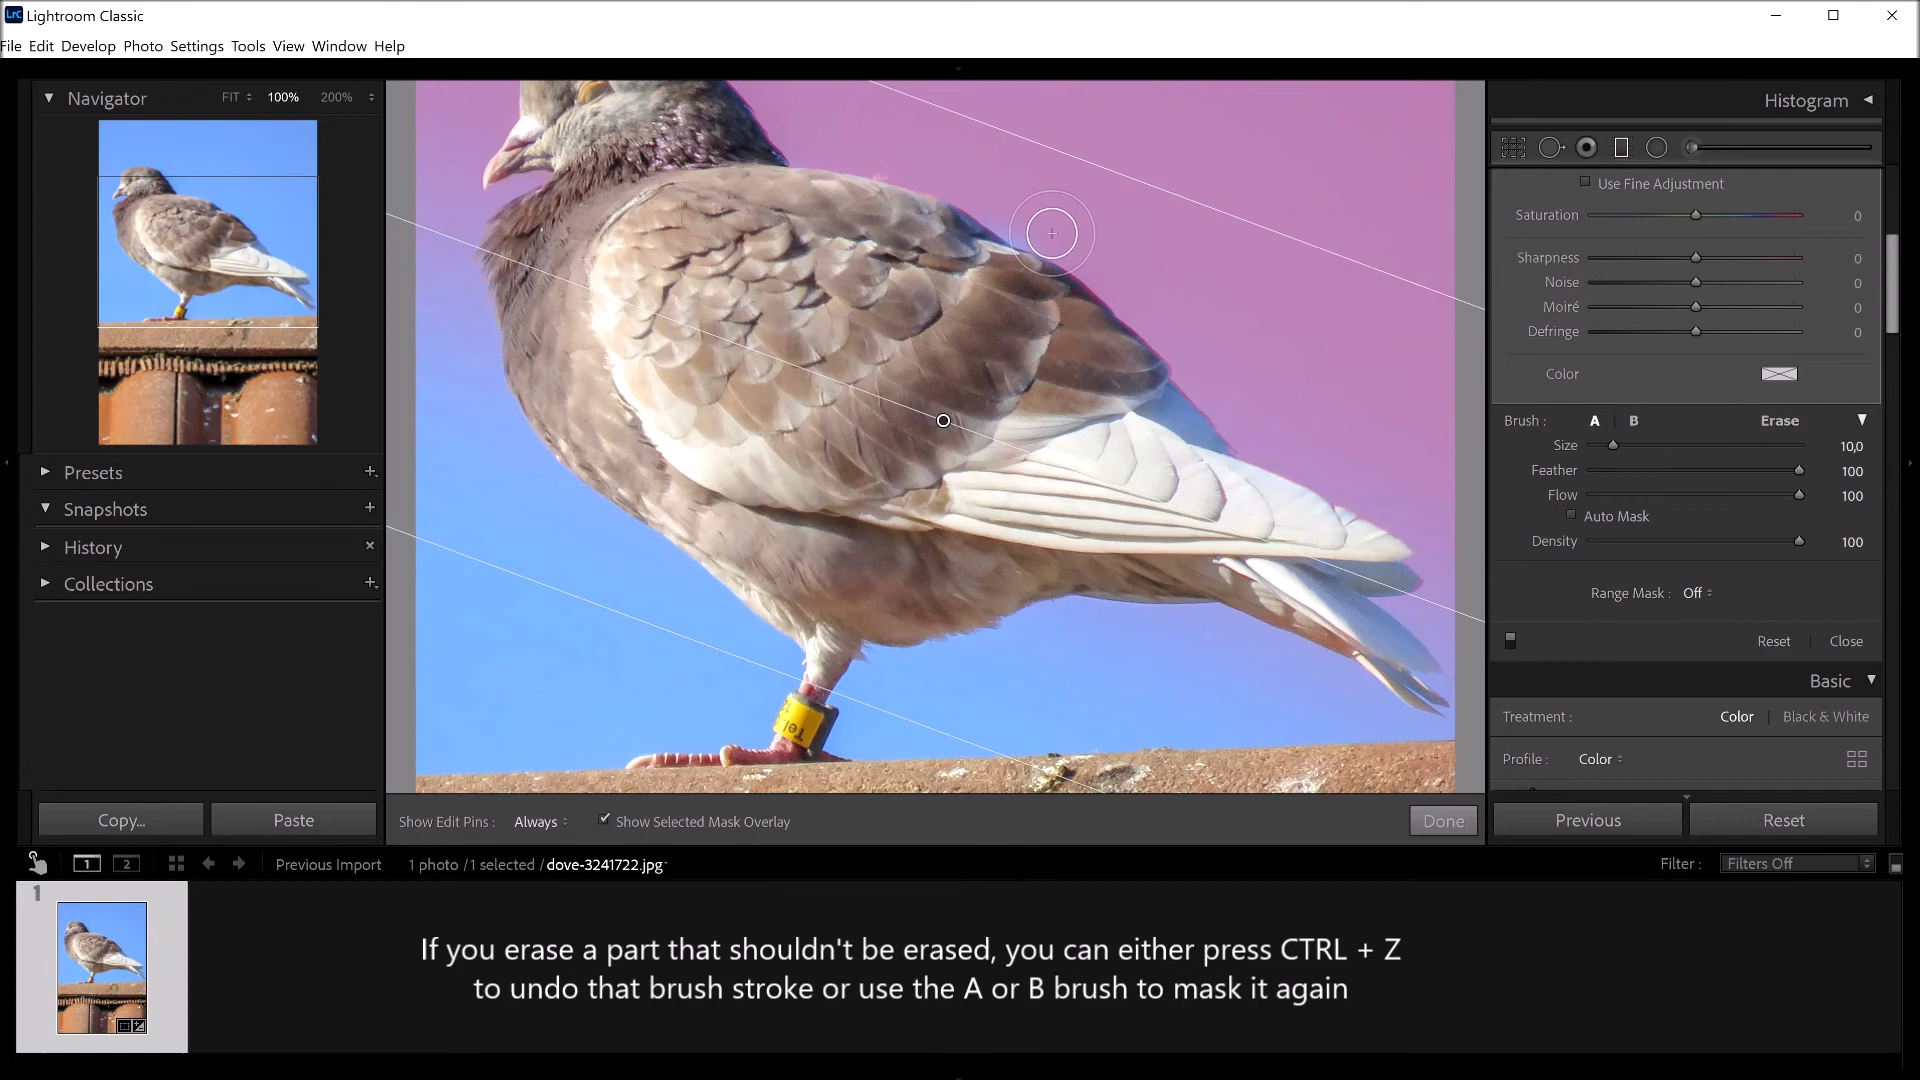 LrC Lightroom Classic
File Edit Develop Photo Settings Tools View Window Help
Navigator FIT 100% 200%
Presets
Snapshots
History
Collections
Copy... Paste
Tel
Show Edit Pins : Always Show Selected Mask Overlay Done
Histogram
Use Fine Adjustment
Saturation 0
Sharpness 0
Noise 0
Moiré 0
Defringe 0
Color
Brush : A B Erase
Size 10,0
Feather 100
Flow 100
Auto Mask
Density 100
Range Mask : Off
Reset Close
Basic
Treatment : Color Black & White
Profile : Color
Previous Reset
1 2 Previous Import 1 photo / 1 selected / dove-3241722.jpg Filter : Filters Off
1
If you erase a part that shouldn't be erased, you can either press CTRL + Z
to undo that brush stroke or use the A or B brush to mask it again